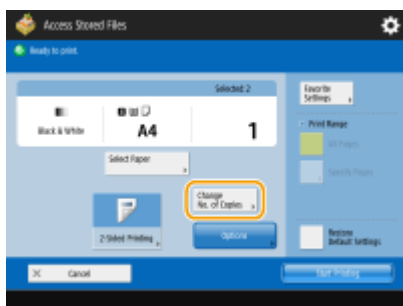 Access Stored Files
Ready to print.
Selected: 2
Black & White
A4
1
Select Paper
Change
No. of Copies
2-Sided Printing
Options
Favorite
Settings
Print Range
All Pages
Specify Pages
Restore
Default Settings
Cancel
Start Printing